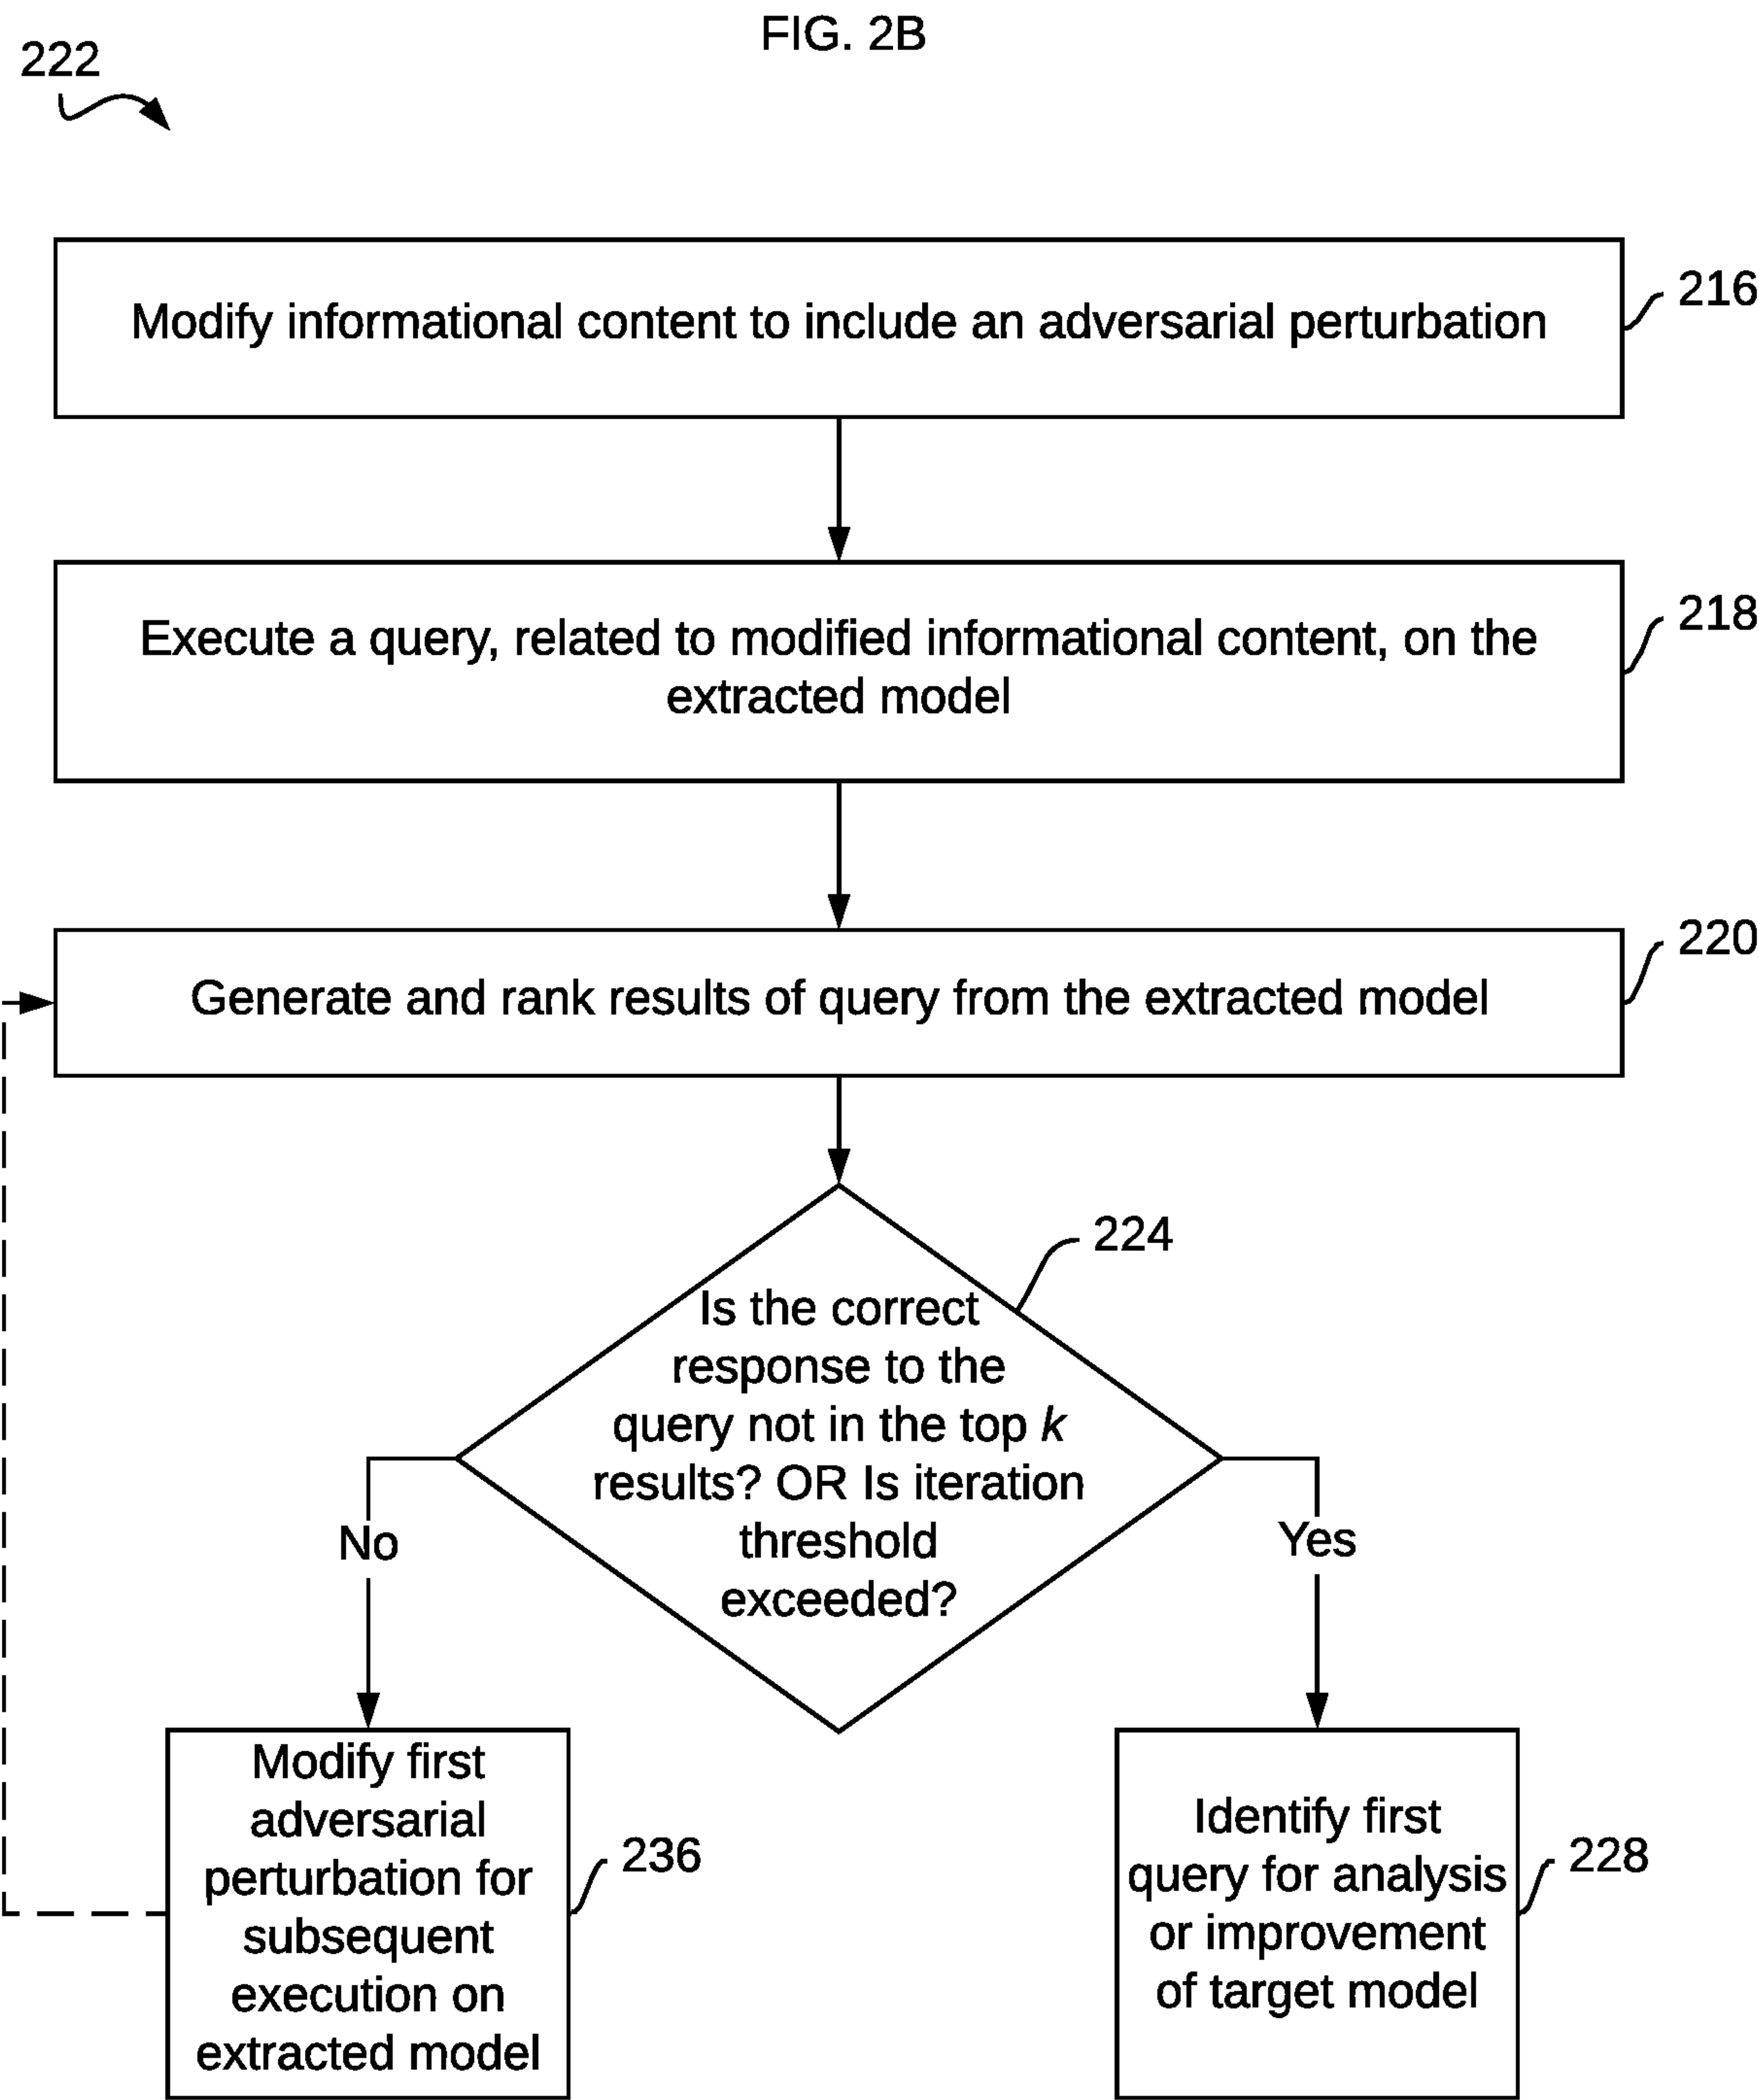 FIG. 2B
222
Modify informational content to include an adversarial perturbation
216
Execute a query, related to modified informational content, on the
extracted model
218
Generate and rank results of query from the extracted model
220
Is the correct
response to the
query not in the top k
results? OR Is iteration
threshold
exceeded?
224
No
Yes
Modify first
adversarial
perturbation for
subsequent
execution on
extracted model
236
Identify first
query for analysis
or improvement
of target model
228